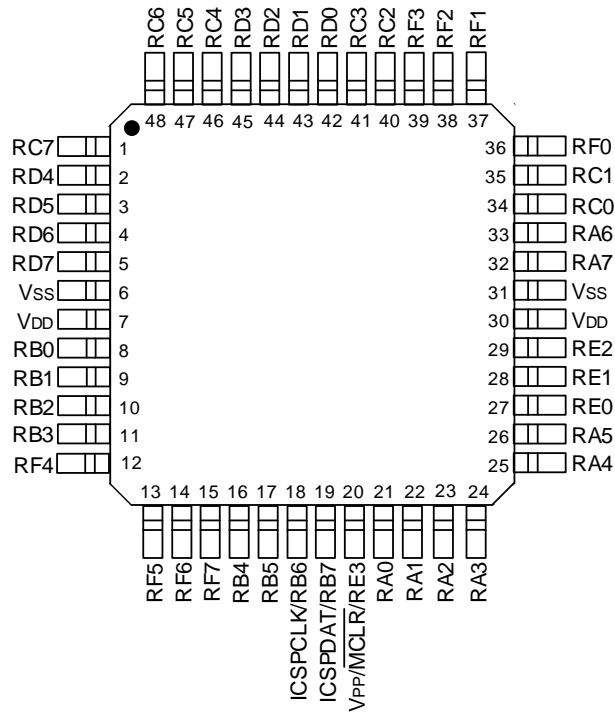 RC6
RC5
RC4
RD3
RD2
RD1
RD0
RC3
RC2
RF3
RF2
RF1
48
47
46
45
44
43
42
41
40
39
38
37
RC7 1
RD4 2
RD5 3
RD6 4
RD7 5
VSS 6
VDD 7
RB0 8
RB1 9
RB2 10
RB3 11
RF4 12
36 RF0
35 RC1
34 RC0
33 RA6
32 RA7
31 VSS
30 VDD
29 RE2
28 RE1
27 RE0
26 RA5
25 RA4
13
14
15
16
17
18
19
20
21
22
23
24
RF5
RF6
RF7
RB4
RB5
ICSPCLK/RB6
ICSPDAT/RB7
VPP/MCLR/RE3
RA0
RA1
RA2
RA3